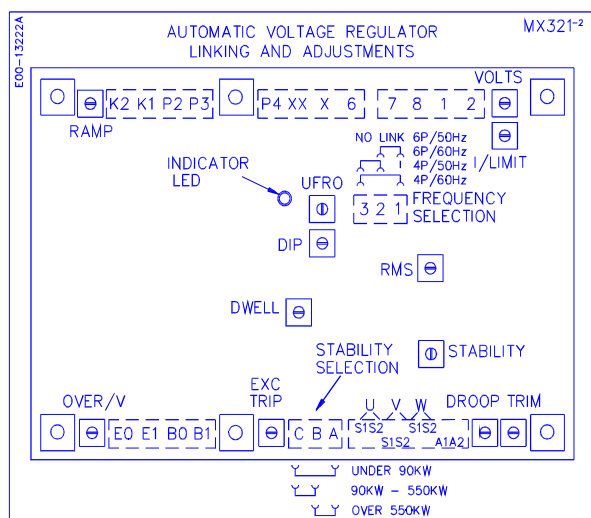 E00-13222A
AUTOMATIC VOLTAGE REGULATOR
LINKING AND ADJUSTMENTS
MX321-2
VOLTS
K2 K1 P2 P3
P4 XX X 6
7 8 1 2
RAMP
NO LINK 6P/50Hz
6P/60Hz
4P/50Hz
4P/60Hz
I/LIMIT
INDICATOR
LED
UFRO
3 2 1
FREQUENCY
SELECTION
DIP
RMS
DWELL
STABILITY
SELECTION
STABILITY
OVER/V
EXC
TRIP
U V W
DROOP TRIM
E0 E1 B0 B1
C B A
S1S2 S1S2
S1S2 A1A2
UNDER 90KW
90KW - 550KW
OVER 550KW